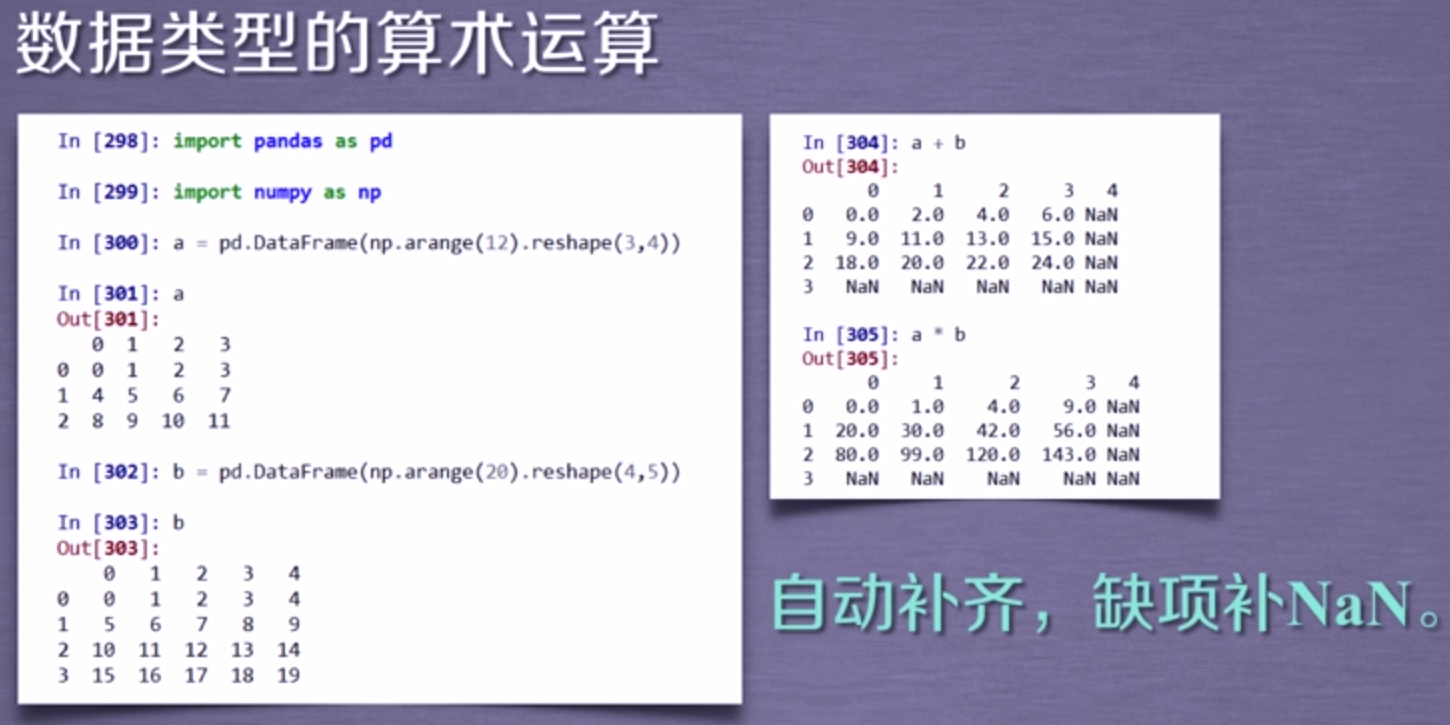 数据类型的算术运算
In [298]: import pandas as pd
In [299]: import numpy as np
In [300]: a = pd.DataFrame(np.arange(12).reshape(3,4))
In [301]: a
Out[301]:
0 1 2 3
0 0 1 2 3
1 4 5 6 7
2 8 9 10 11
In [302]: b = pd.DataFrame(np.arange(20).reshape(4,5))
In [303]: b
Out[303]:
0 1 2 3 4
0 0 1 2 3 4
1 5 6 7 8 9
2 10 11 12 13 14
3 15 16 17 18 19
In [304]: a + b
Out[304]:
0 1 2 3 4
0 0.0 2.0 4.0 6.0 NaN
1 9.0 11.0 13.0 15.0 NaN
2 18.0 20.0 22.0 24.0 NaN
3 NaN NaN NaN NaN NaN
In [305]: a * b
Out[305]:
0 1 2 3 4
0 0.0 1.0 4.0 9.0 NaN
1 20.0 30.0 42.0 56.0 NaN
2 80.0 99.0 120.0 143.0 NaN
3 NaN NaN NaN NaN NaN
自动补齐，缺项补NaN。